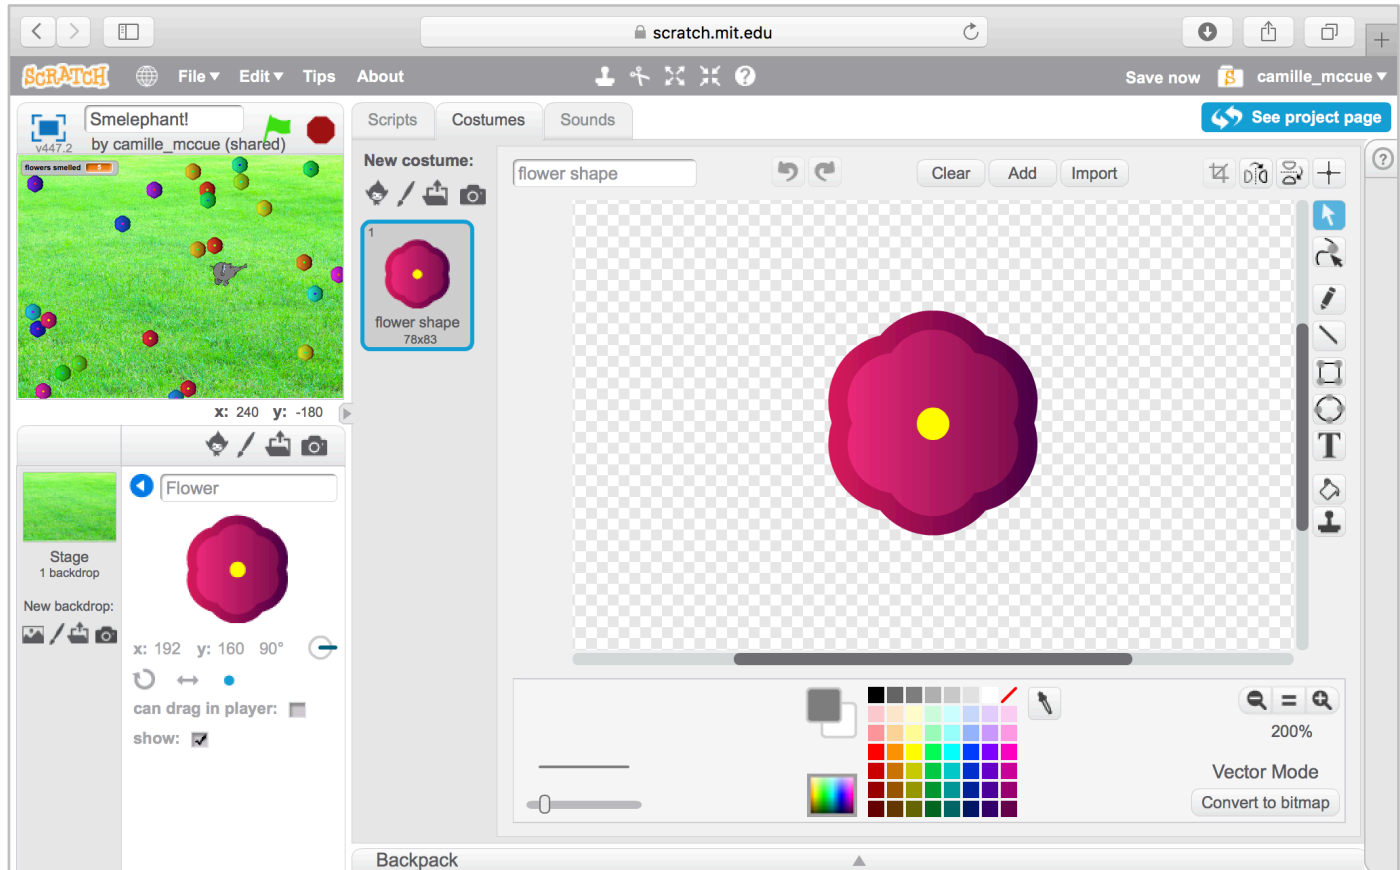 scratch.mit.edu
SCRATCH File Edit Tips About Save now camille_mccue
Smelephant!
v447.2 by camille_mccue (shared)
flowers smelled
x: 240 y: -180
Stage
1 backdrop
New backdrop:
Flower
x: 192 y: 160 90°
can drag in player:
show:
Scripts Costumes Sounds
See project page
New costume:
1
flower shape
78x83
flower shape
Clear Add Import
T
200%
Vector Mode
Convert to bitmap
Backpack